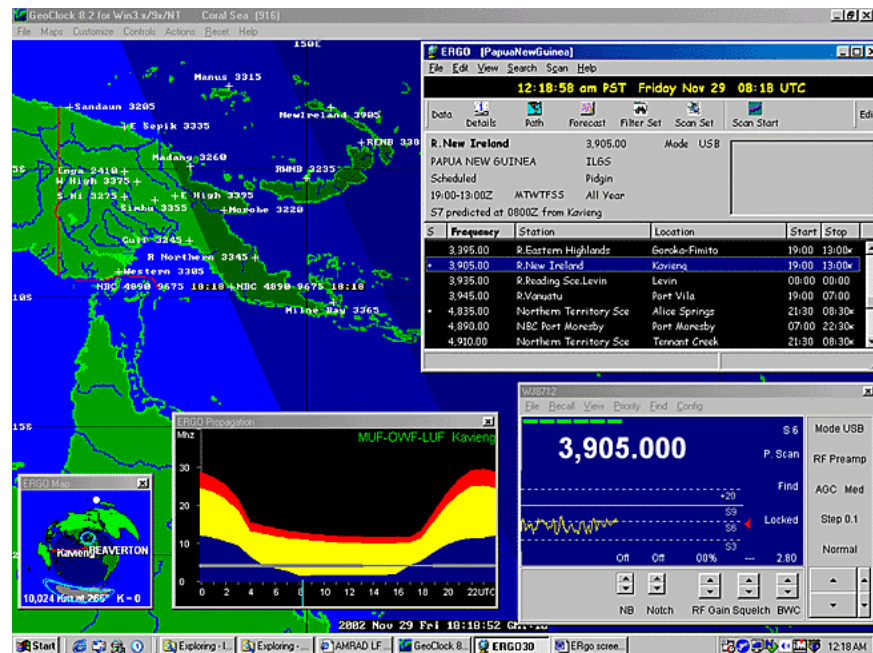 GeoClock 8.2 for Win3.x/9x/NT Coral Sea (916)
File Maps Customize Controls Actions Reset Help
150E
Manus 3315
Sandaun 3205
E Sepik 3335
NewIreland 3905
RENB 338
Madang 3260
RWNB 3235
5S
Enga 2410
W High 3375
S Hi 3275
E High 3395
Simbu 3355
Morobe 3220
Gulf 3245
R Northern 3345
Western 3305
NBC 4890 9675 18:18
NBC 4890 9675 18:18
10S
Milne Bay 3365
15S
2002 Nov 29 Fri 18:18:52
ERGO [PapuaNewGuinea]
File Edit View Search Scan Help
12:18:58 am PST Friday Nov 29 08:18 UTC
Data Details Path Forecast Filter Set Scan Set Scan Start Edi
R.New Ireland 3,905.00 Mode USB
PAPUA NEW GUINEA IL6S
Scheduled Pidgin
19:00-13:00Z MTWTFSS All Year
S7 predicted at 0800Z from Kavieng
S Frequency Station Location Start Stop
3,395.00 R.Eastern Highlands Goroka-Fimito 19:00 13:00×
3,905.00 R.New Ireland Kavieng 19:00 13:00×
3,935.00 R.Reading Sce.Levin Levin 00:00 00:00
3,945.00 R.Vanuatu Port Vila 19:00 07:00
4,835.00 Northern Territory Sce Alice Springs 21:30 08:30×
4,890.00 NBC Port Moresby Port Moresby 07:00 22:30×
4,910.00 Northern Territory Sce Tennant Creek 21:30 08:30×
ERGO Propagation
Mhz
MUF-OWF-LUF Kavieng
30
20
10
0
0 2 4 6 8 10 12 14 16 18 20 22UTC
ERGO Map
Kavieng BEAVERTON
10,024 Km at 265° K = 0
WJ8712
File Recall View Priority Find Config
3,905.000
S 6
P. Scan
Find
Locked
+20
S9
S6
S3
Off Off 00% --- 2.80
NB Notch RF Gain Squelch BWC
Mode USB
RF Preamp
AGC Med
Step 0.1
Normal
Start
Exploring - I...
Exploring - ...
AMRAD LF ...
GeoClock 8...
ERGO30
ERgo scree...
12:18 AM